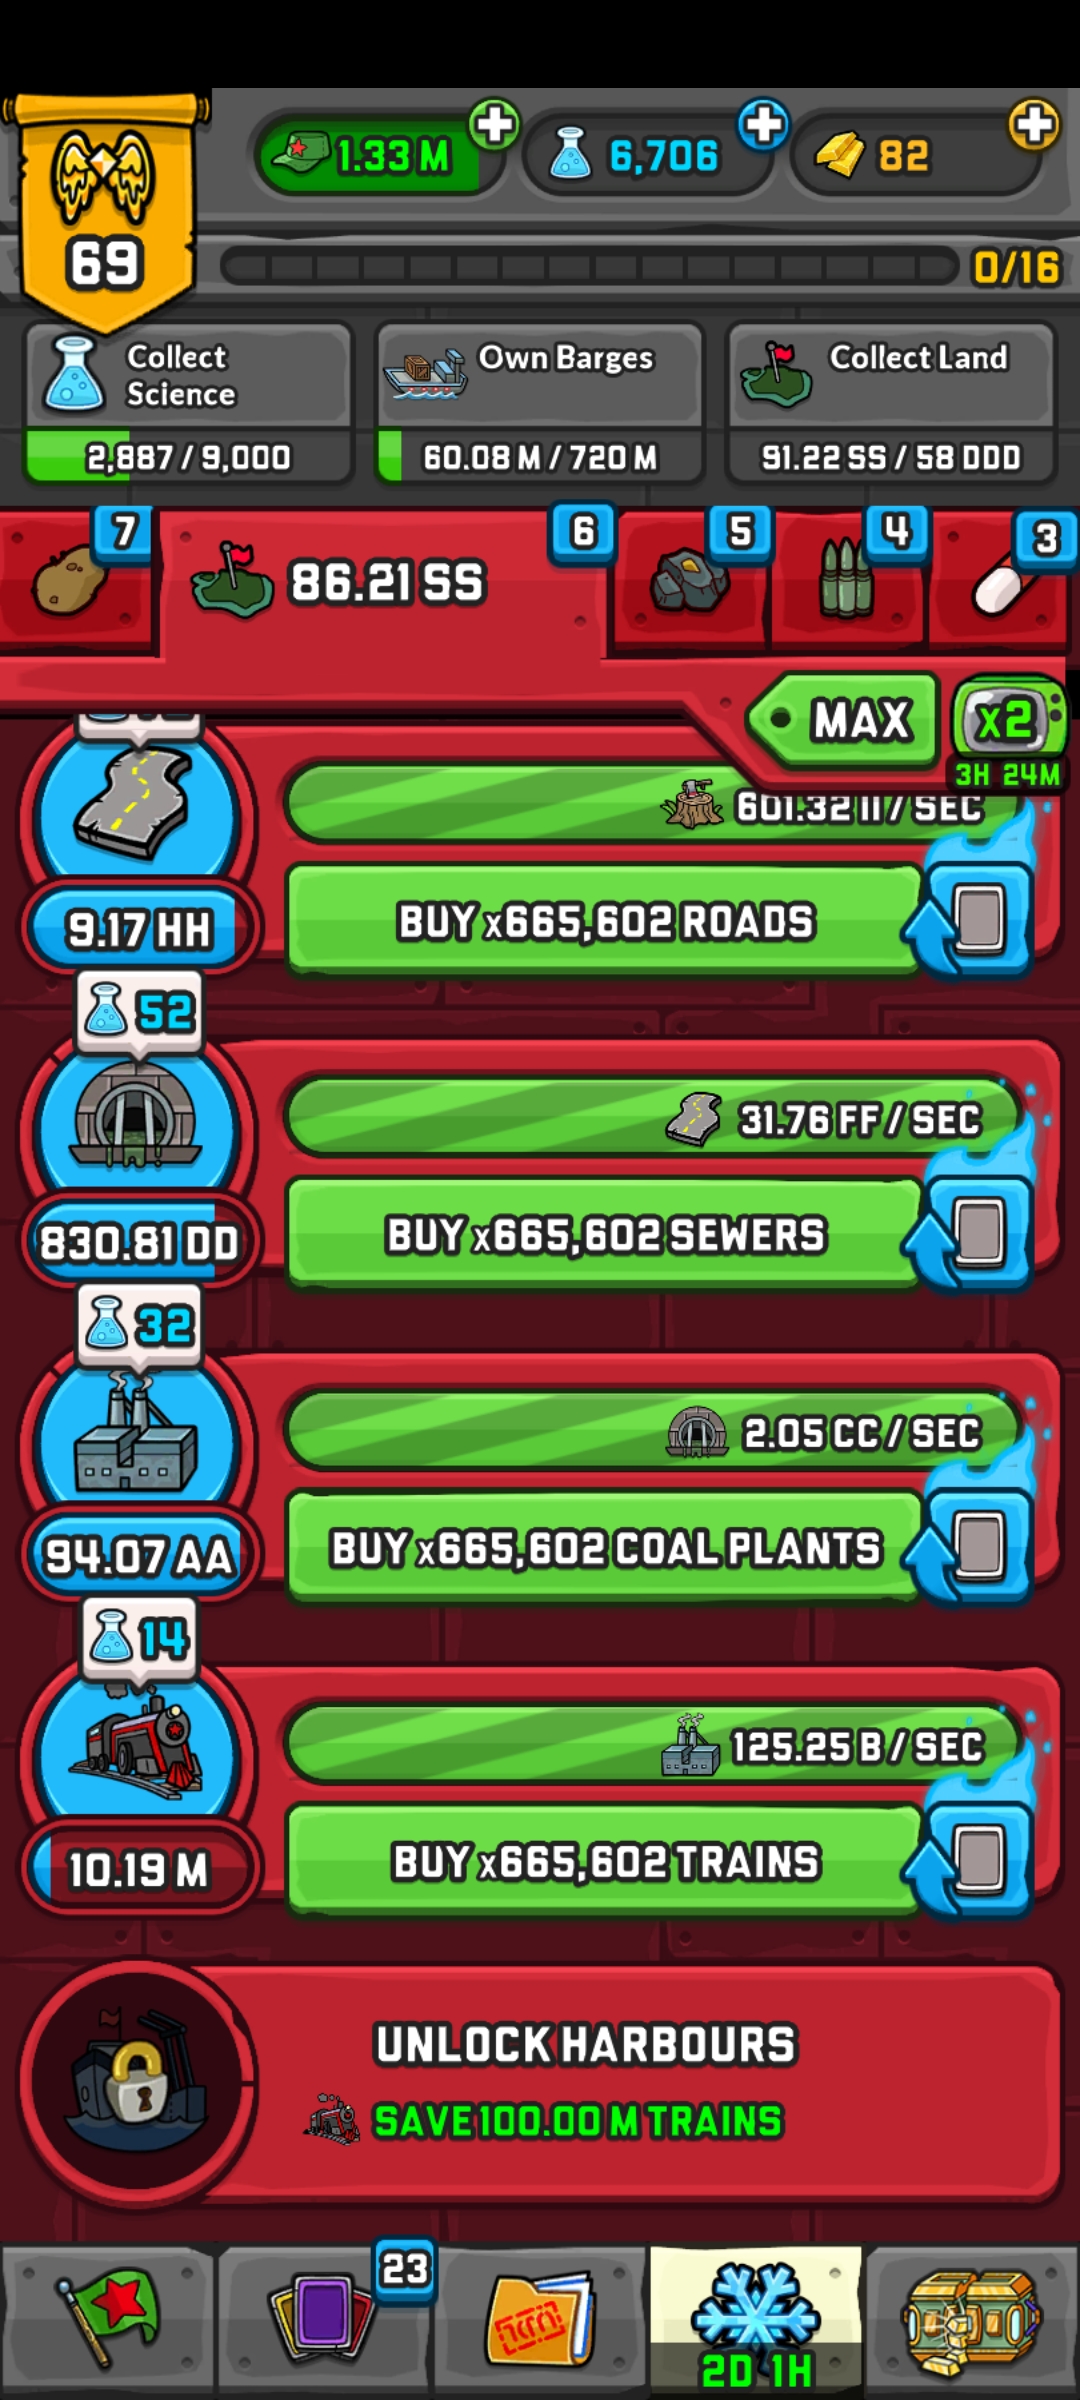 1.33 M
6,706
82
69
0/16
Collect
Science
2,887 / 9,000
Own Barges
60.08 M / 720 M
Collect Land
91.22 SS / 58 DDD
7
86.21 SS
6
5
4
3
MAX
x2
3H 24M
601.32 II / SEC
BUY x665,602 ROADS
9.17 HH
52
31.76 FF / SEC
BUY x665,602 SEWERS
830.81 DD
32
2.05 CC / SEC
BUY x665,602 COAL PLANTS
94.07 AA
14
125.25 B / SEC
BUY x665,602 TRAINS
10.19 M
UNLOCK HARBOURS
SAVE 100.00 M TRAINS
23
2D 1H